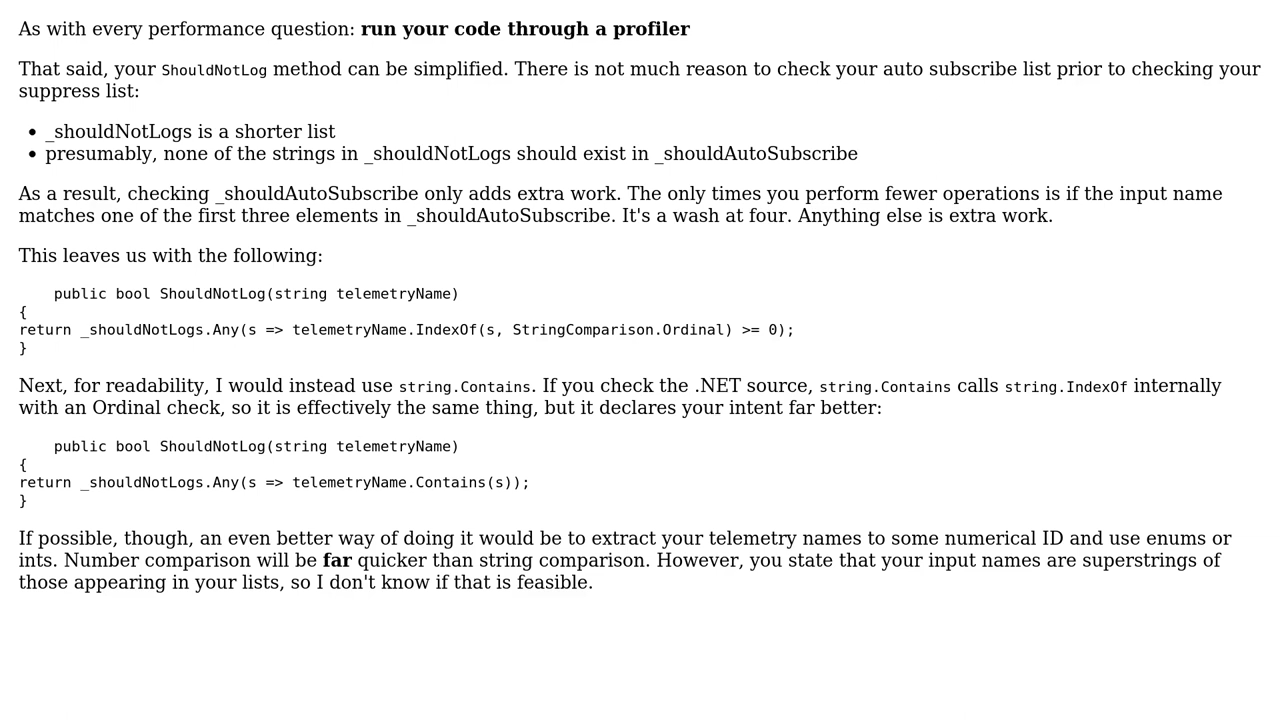 As with every performance question: run your code through a profiler
That said, your ShouldNotLog method can be simplified. There is not much reason to check your auto subscribe list prior to checking your
suppress list:
• _shouldNotLogs is a shorter list
• presumably, none of the strings in _shouldNotLogs should exist in _shouldAutoSubscribe
As a result, checking _shouldAutoSubscribe only adds extra work. The only times you perform fewer operations is if the input name
matches one of the first three elements in _shouldAutoSubscribe. It's a wash at four. Anything else is extra work.
This leaves us with the following:
    public bool ShouldNotLog(string telemetryName)
{
return _shouldNotLogs.Any(s => telemetryName.IndexOf(s, StringComparison.Ordinal) >= 0);
}
Next, for readability, I would instead use string.Contains. If you check the .NET source, string.Contains calls string.IndexOf internally
with an Ordinal check, so it is effectively the same thing, but it declares your intent far better:
    public bool ShouldNotLog(string telemetryName)
{
return _shouldNotLogs.Any(s => telemetryName.Contains(s));
}
If possible, though, an even better way of doing it would be to extract your telemetry names to some numerical ID and use enums or
ints. Number comparison will be far quicker than string comparison. However, you state that your input names are superstrings of
those appearing in your lists, so I don't know if that is feasible.